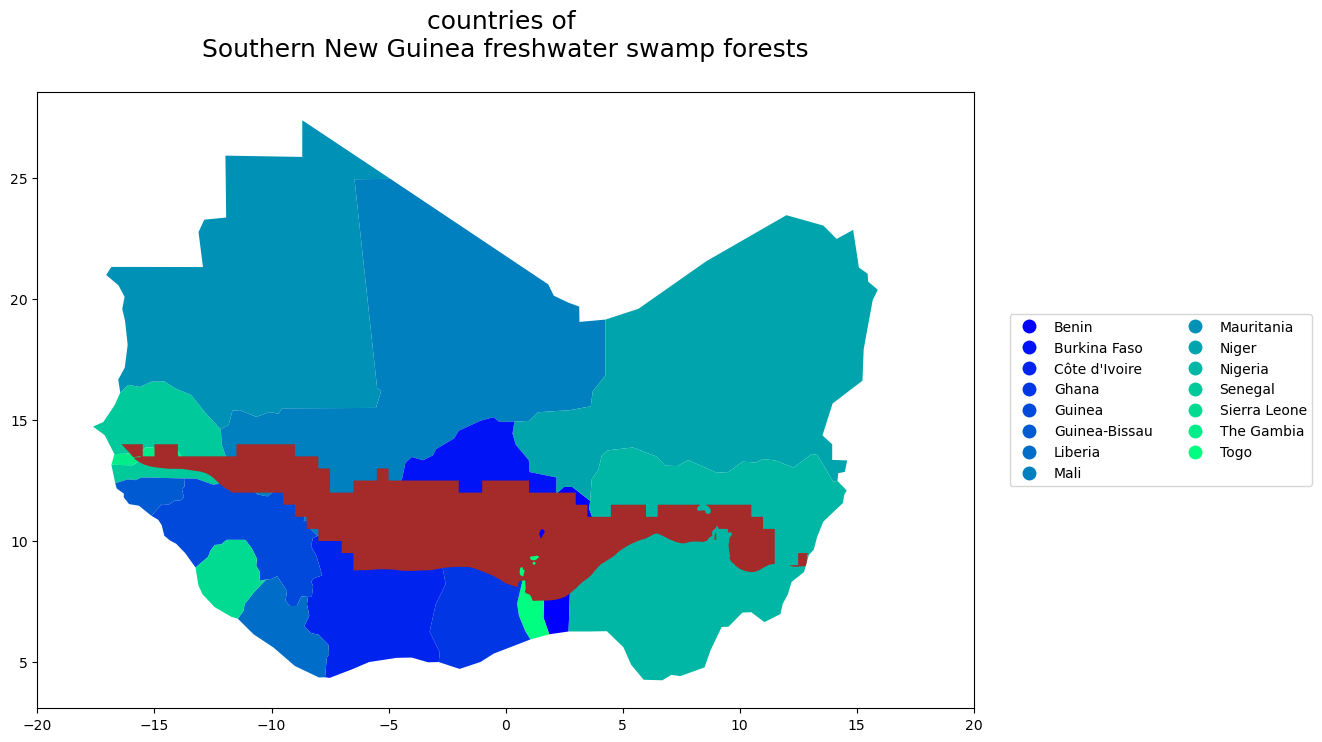 countries of
Southern New Guinea freshwater swamp forests
25
20
15
10
5
−20
−15
−10
−5
0
5
10
15
20
Benin
Burkina Faso
Côte d'Ivoire
Ghana
Guinea
Guinea-Bissau
Liberia
Mali
Mauritania
Niger
Nigeria
Senegal
Sierra Leone
The Gambia
Togo